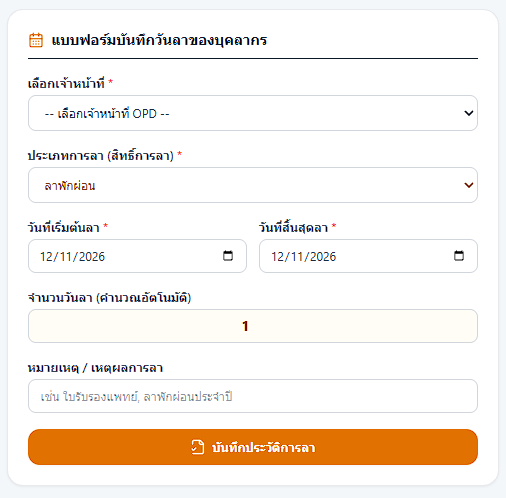 แบบฟอร์มบันทึกวันลาของบุคลากร
เลือกเจ้าหน้าที่ *
-- เลือกเจ้าหน้าที่ OPD --
ประเภทการลา (สิทธิ์การลา) *
ลาพักผ่อน
วันที่เริ่มต้นลา * วันที่สิ้นสุดลา *
12/11/2026 12/11/2026
จำนวนวันลา (คำนวณอัตโนมัติ)
1
หมายเหตุ / เหตุผลการลา
เช่น ใบรับรองแพทย์, ลาพักผ่อนประจำปี
บันทึกประวัติการลา